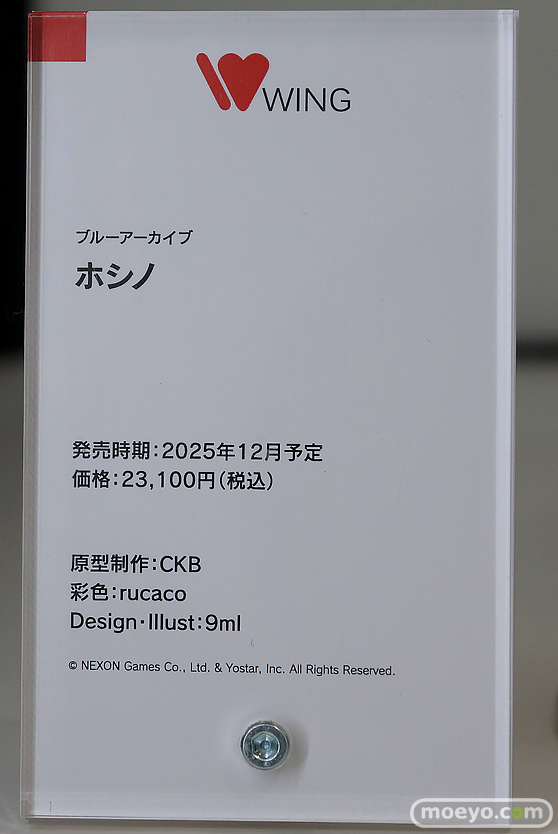 WING
ブルーアーカイブ
ホシノ
発売時期:2025年12月予定
価格:23,100円(税込)
原型制作:CKB
彩色:rucaco
Design・Illust:9ml
© NEXON Games Co., Ltd. & Yostar, Inc. All Rights Reserved.
moeyo.com